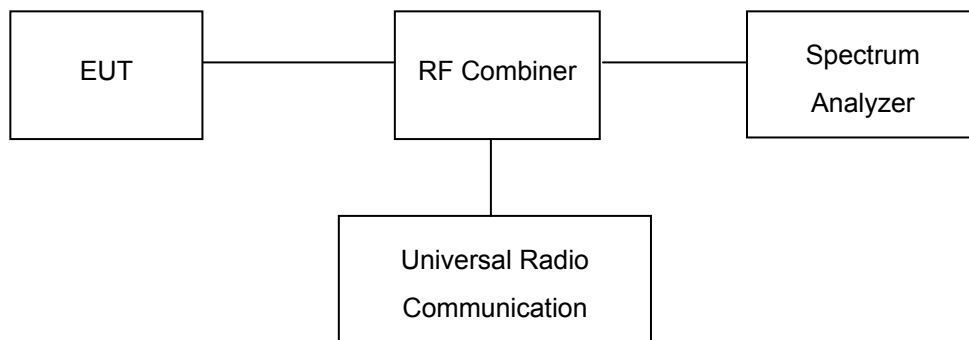 EUT
RF Combiner
Spectrum
Analyzer
Universal Radio
Communication